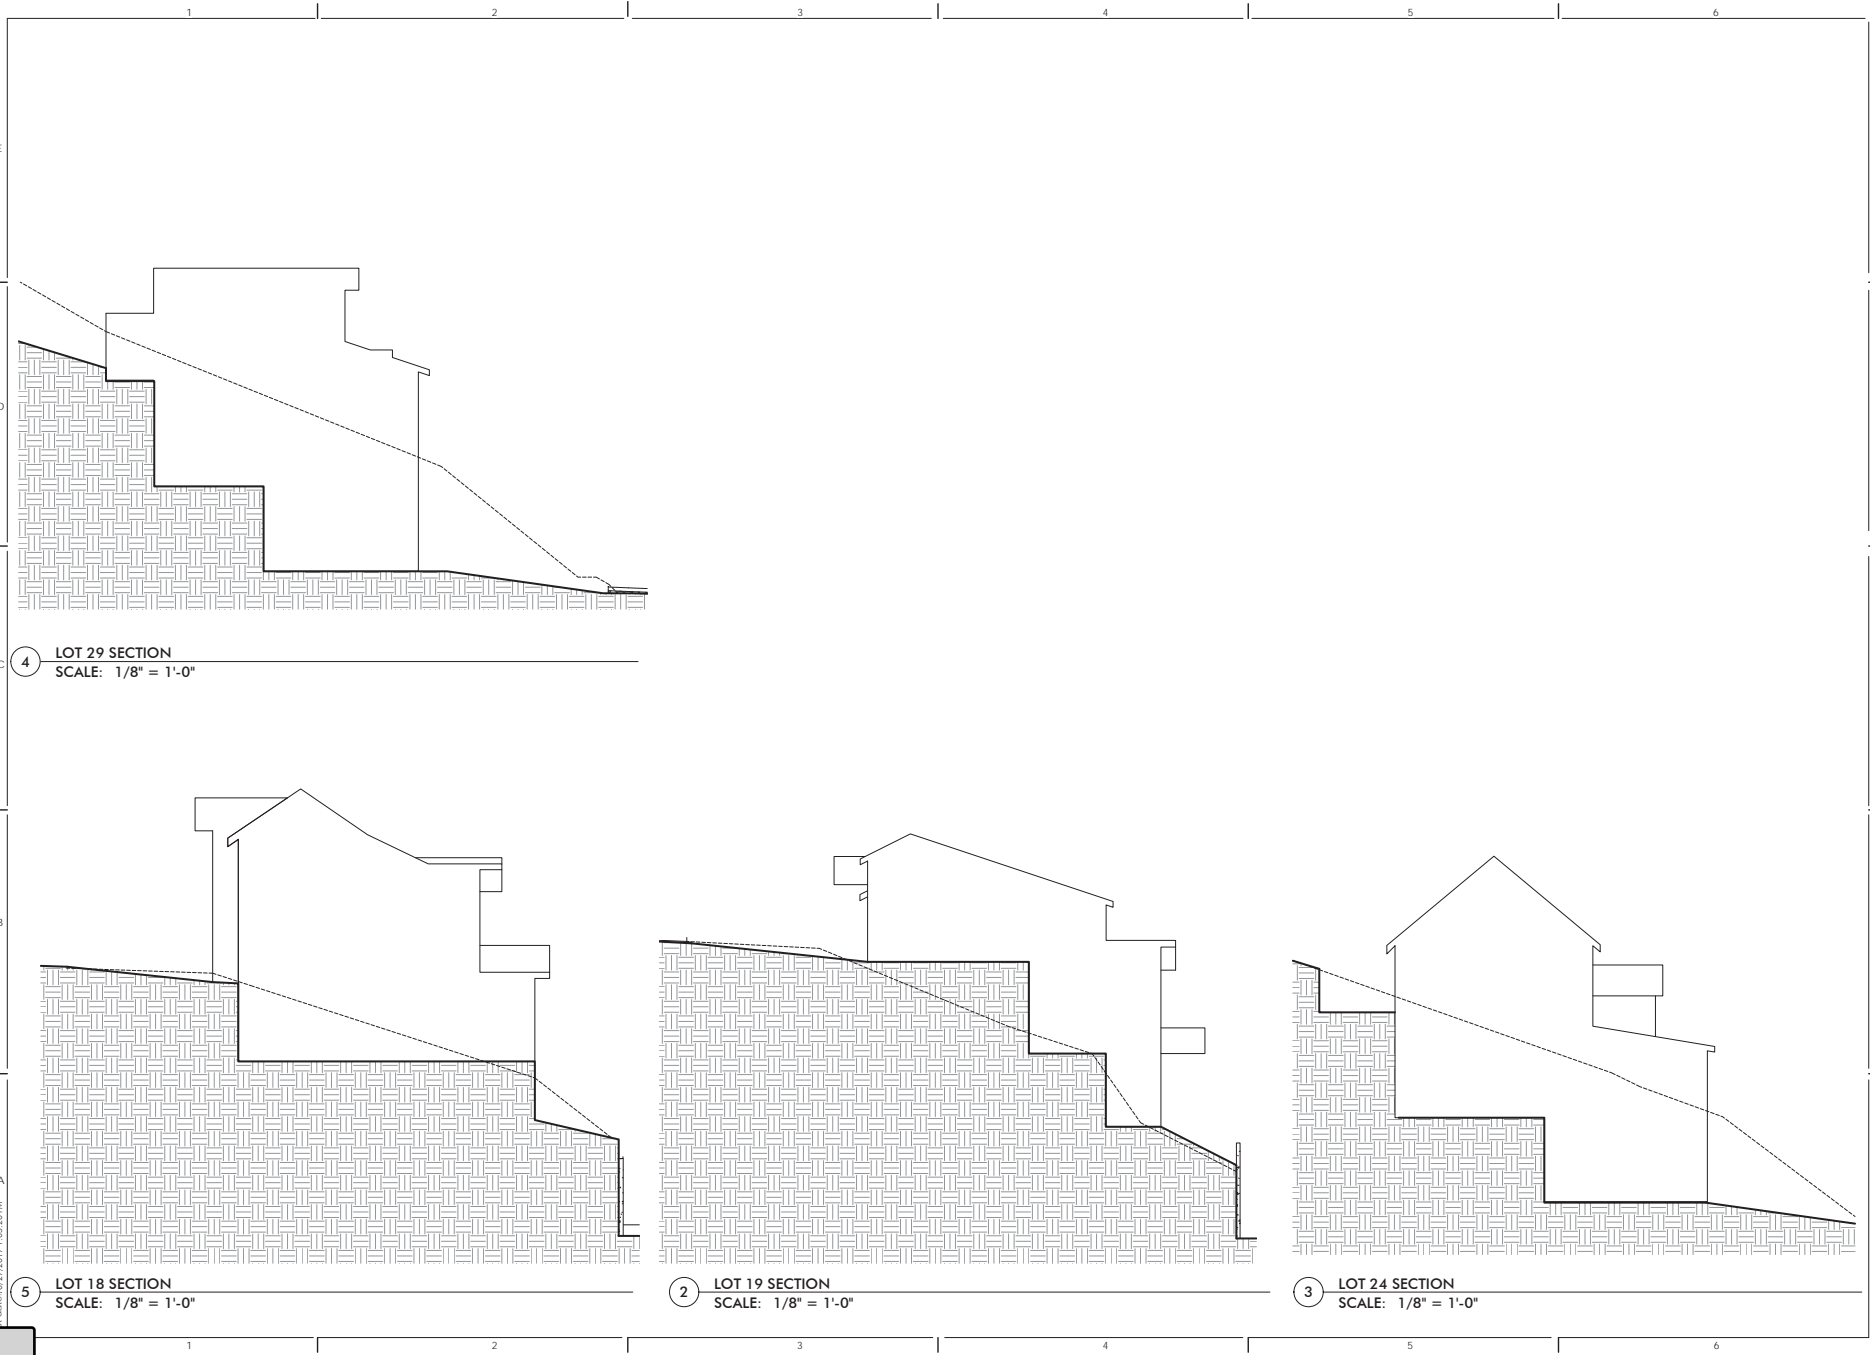 1 2 3 4 5 6
D
4
LOT 29 SECTION
SCALE: 1/8" = 1'-0"
B
A
5
LOT 18 SECTION
SCALE: 1/8" = 1'-0"
2
LOT 19 SECTION
SCALE: 1/8" = 1'-0"
3
LOT 24 SECTION
SCALE: 1/8" = 1'-0"
1 2 3 4 5 6